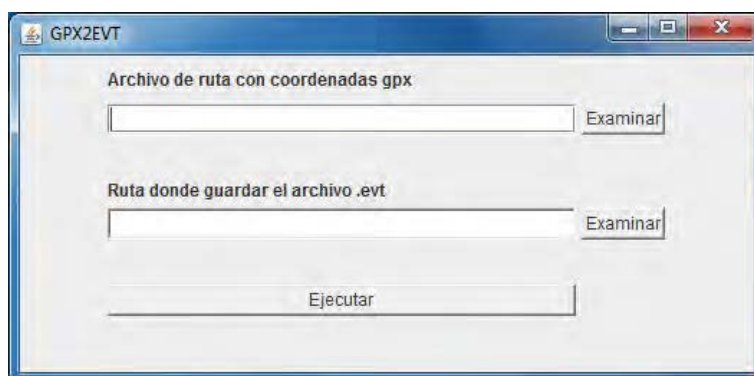 GPX2EVT
Archivo de ruta con coordenadas gpx
Examinar
Ruta donde guardar el archivo .evt
Examinar
Ejecutar